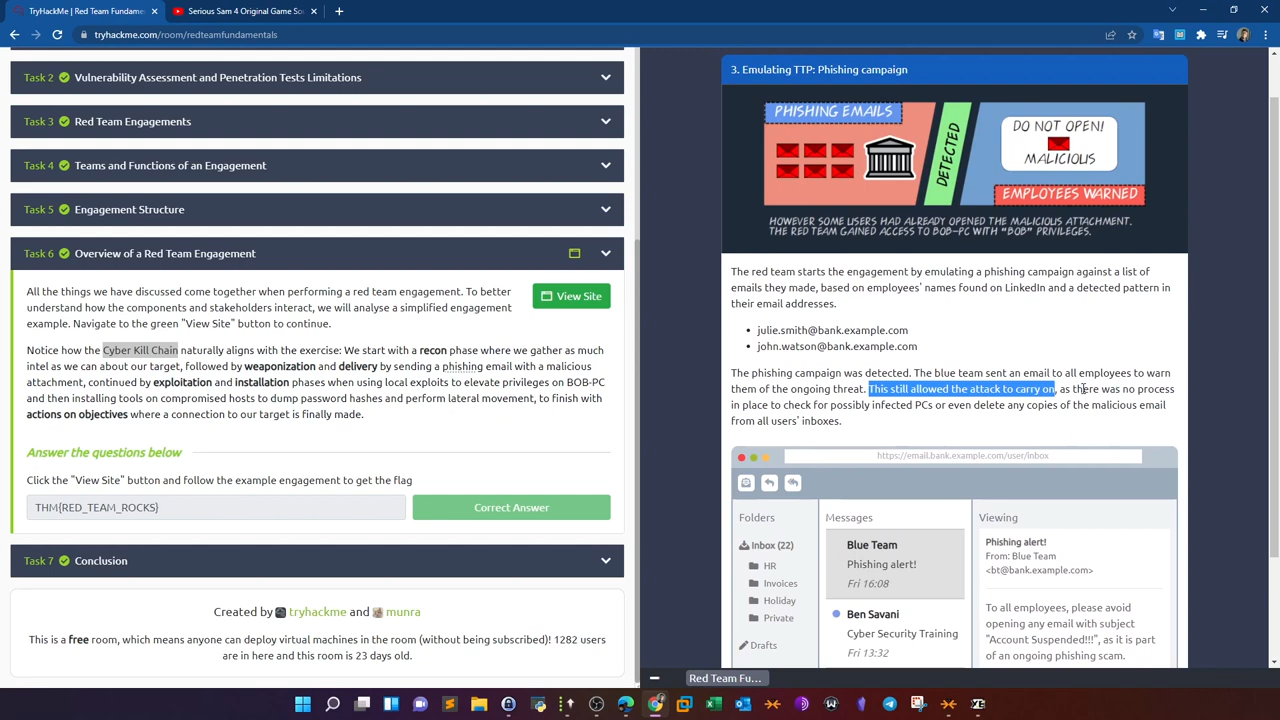 TryHackMe | Red Team Fundame
Serious Sam 4 Original Game Sou
tryhackme.com/room/redteamfundamentals
Task 2 Vulnerability Assessment and Penetration Tests Limitations
Task 3 Red Team Engagements
Task 4 Teams and Functions of an Engagement
Task 5 Engagement Structure
Task 6 Overview of a Red Team Engagement
All the things we have discussed come together when performing a red team engagement. To better
understand how the components and stakeholders interact, we will analyse a simplified engagement
example. Navigate to the green "View Site" button to continue.
View Site
Notice how the Cyber Kill Chain naturally aligns with the exercise: We start with a recon phase where we gather as much
intel as we can about our target, followed by weaponization and delivery by sending a phishing email with a malicious
attachment, continued by exploitation and installation phases when using local exploits to elevate privileges on BOB-PC
and then installing tools on compromised hosts to dump password hashes and perform lateral movement, to finish with
actions on objectives where a connection to our target is finally made.
Answer the questions below
Click the "View Site" button and follow the example engagement to get the flag
THM{RED_TEAM_ROCKS}
Correct Answer
Task 7 Conclusion
Created by tryhackme and munra
This is a free room, which means anyone can deploy virtual machines in the room (without being subscribed)! 1282 users
are in here and this room is 23 days old.
3. Emulating TTP: Phishing campaign
PHISHING EMAILS
DETECTED
DO NOT OPEN!
MALICIOUS
EMPLOYEES WARNED
HOWEVER SOME USERS HAD ALREADY OPENED THE MALICIOUS ATTACHMENT.
THE RED TEAM GAINED ACCESS TO BOB-PC WITH "BOB" PRIVILEGES.
The red team starts the engagement by emulating a phishing campaign against a list of
emails they made, based on employees' names found on LinkedIn and a detected pattern in
their email addresses.
• julie.smith@bank.example.com
• john.watson@bank.example.com
The phishing campaign was detected. The blue team sent an email to all employees to warn
them of the ongoing threat. This still allowed the attack to carry on, as there was no process
in place to check for possibly infected PCs or even delete any copies of the malicious email
from all users' inboxes.
https://email.bank.example.com/user/inbox
Folders
Inbox (22)
HR
Invoices
Holiday
Private
Drafts
Messages
Blue Team
Phishing alert!
Fri 16:08
Ben Savani
Cyber Security Training
Fri 13:32
Viewing
Phishing alert!
From: Blue Team
<bt@bank.example.com>
To all employees, please avoid
opening any email with subject
"Account Suspended!!!", as it is part
of an ongoing phishing scam.
Red Team Fu...